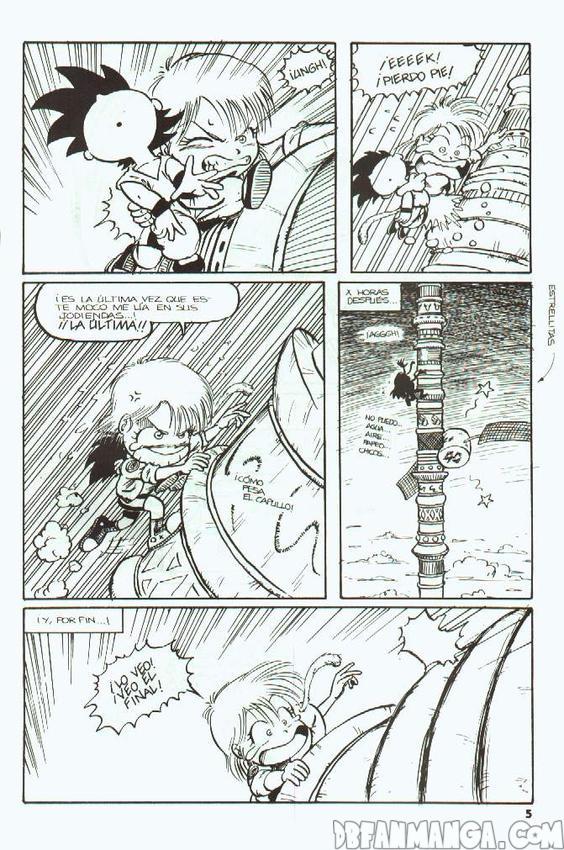 ¡UNGH!
¡EEEEK!
¡PIERDO PIE!
¡ES LA ÚLTIMA VEZ QUE ES-
TE MOCO ME LÍA EN SUS
JODIENDAS...!
¡¡LA ÚLTIMA!!
¡CÓMO
PESA
EL CAPULLO!
X HORAS
DESPUÉS...
¡AGGGH!
NO PUEDO...
AGUA...
AIRE...
CHICOS...
ESTRELLITAS
¡Y, POR FIN...!
¡LO VEO!
¡VEO EL
FINAL!
5
DBFANMANGA.COM